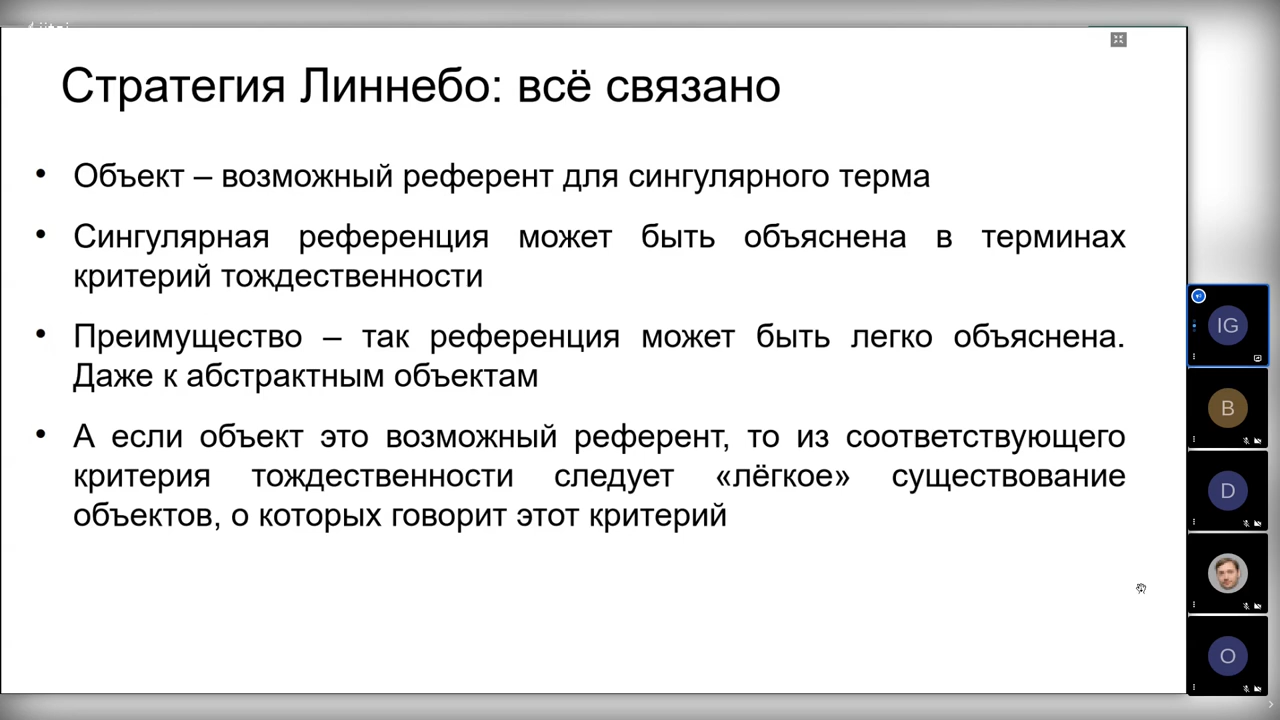 Стратегия Линнебо: всё связано
• Объект – возможный референт для сингулярного терма
• Сингулярная референция может быть объяснена в терминах
критерий тождественности
• Преимущество – так референция может быть легко объяснена.
Даже к абстрактным объектам
• А если объект это возможный референт, то из соответствующего
критерия тождественности следует «лёгкое» существование
объектов, о которых говорит этот критерий
IG
B
D
O